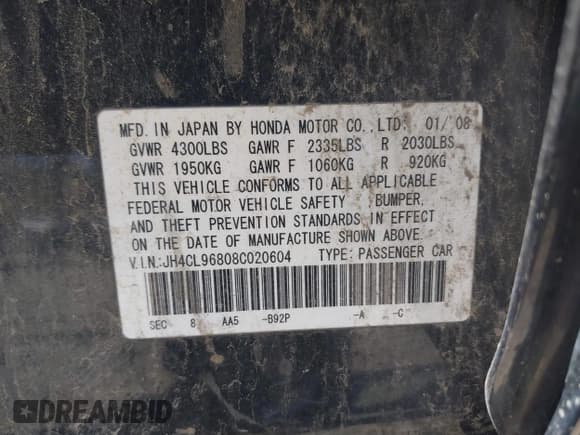 MFD. IN JAPAN BY HONDA MOTOR CO., LTD. 01/'08
GVWR 4300LBS GAWR F 2335LBS R 2030LBS
GVWR 1950KG GAWR F 1060KG R 920KG
THIS VEHICLE CONFORMS TO ALL APPLICABLE
FEDERAL MOTOR VEHICLE SAFETY , BUMPER,
AND THEFT PREVENTION STANDARDS IN EFFECT
ON THE DATE OF MANUFACTURE SHOWN ABOVE.
V.I.N.:JH4CL96808C020604 TYPE: PASSENGER CAR
SEC 8 AA5 -B92P -A -C
DREAMBID